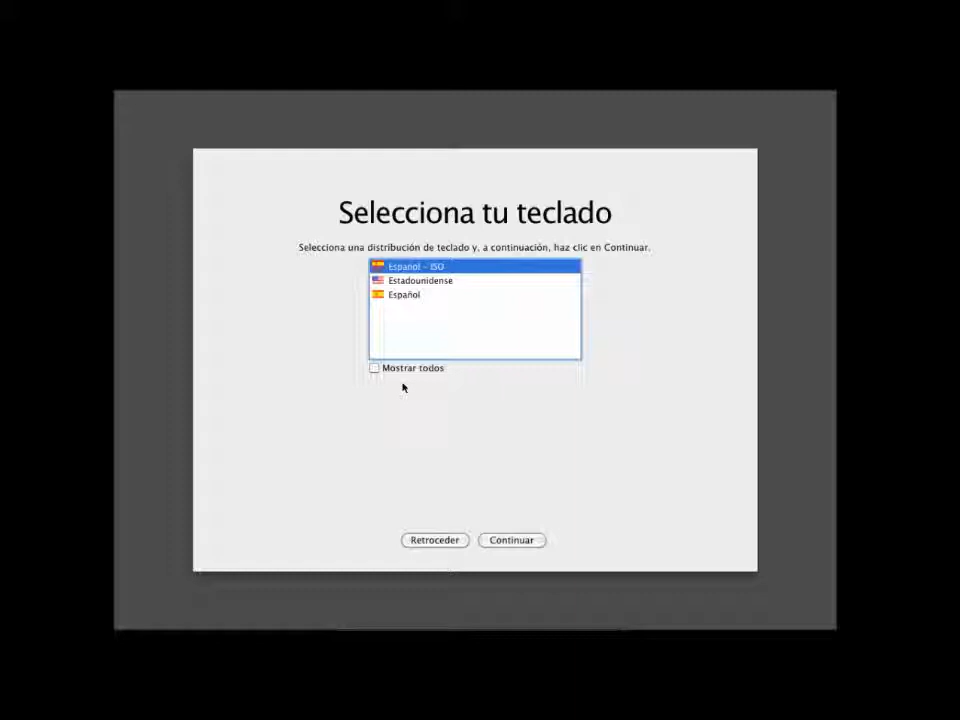 Selecciona tu teclado
Selecciona una distribución de teclado y, a continuación, haz clic en Continuar.
Español - ISO
Estadounidense
Español
Mostrar todos
Retroceder
Continuar